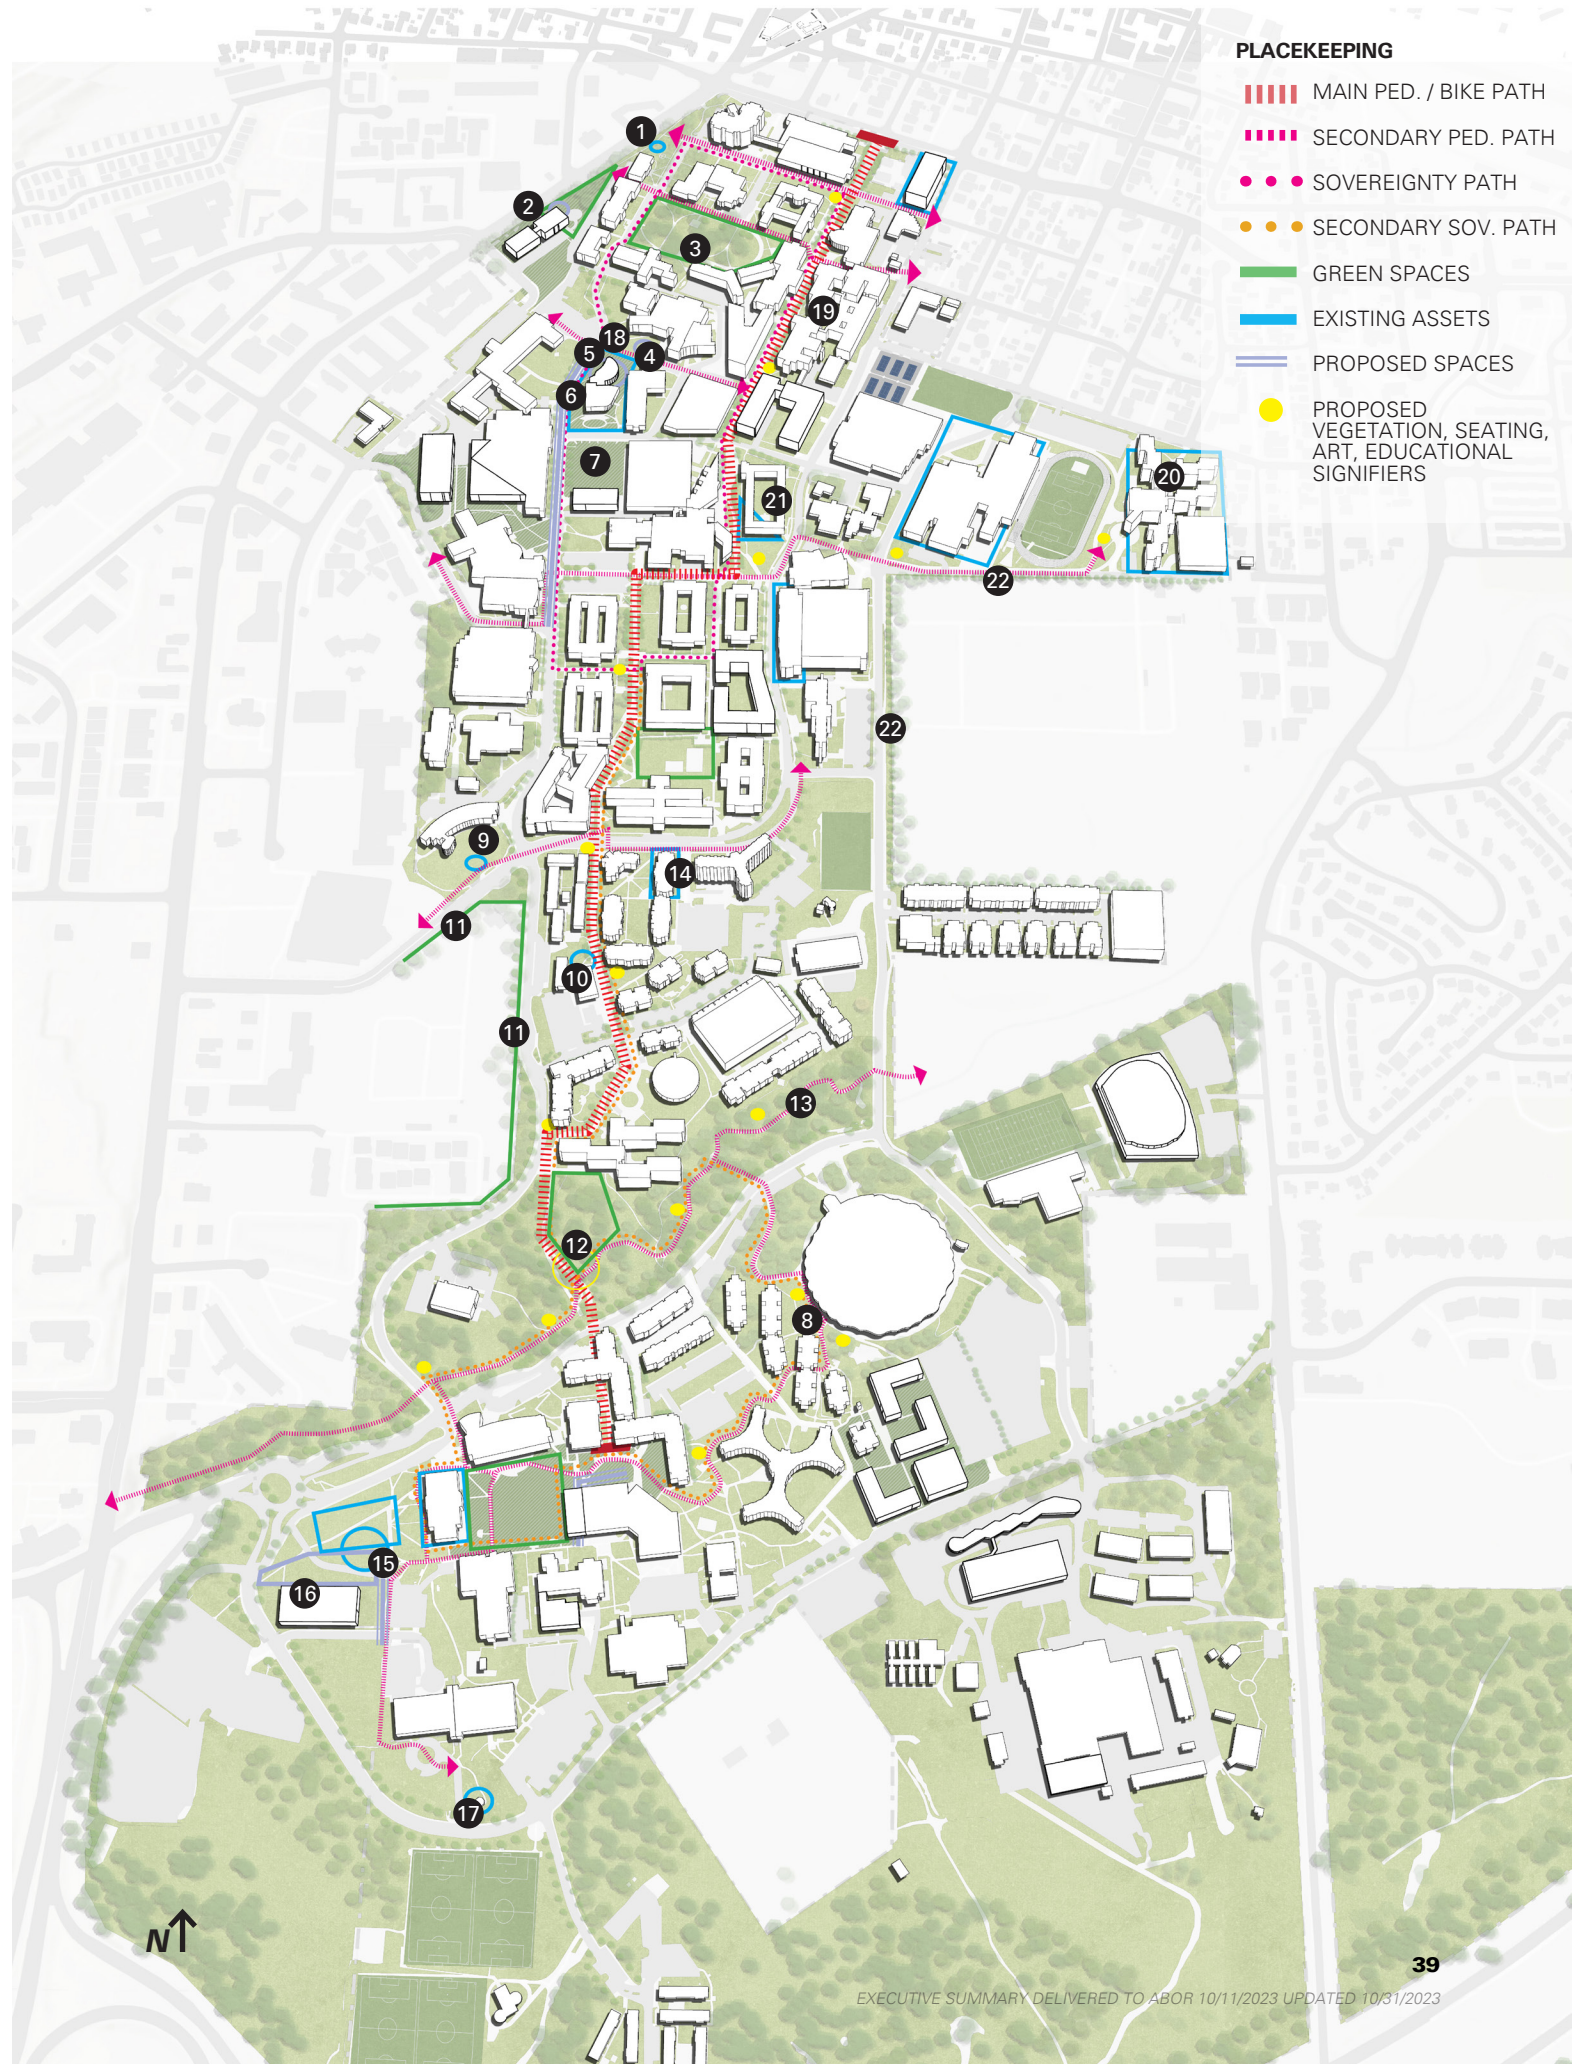 PLACEKEEPING
MAIN PED. / BIKE PATH
SECONDARY PED. PATH
SOVEREIGNTY PATH
SECONDARY SOV. PATH
GREEN SPACES
EXISTING ASSETS
PROPOSED SPACES
PROPOSED
VEGETATION, SEATING,
ART, EDUCATIONAL
SIGNIFIERS
1
2
3
19
18
5
4
6
7
20
21
22
22
9
14
11
10
11
13
12
8
15
16
17
N
39
EXECUTIVE SUMMARY DELIVERED TO ABOR 10/11/2023 UPDATED 10/31/2023